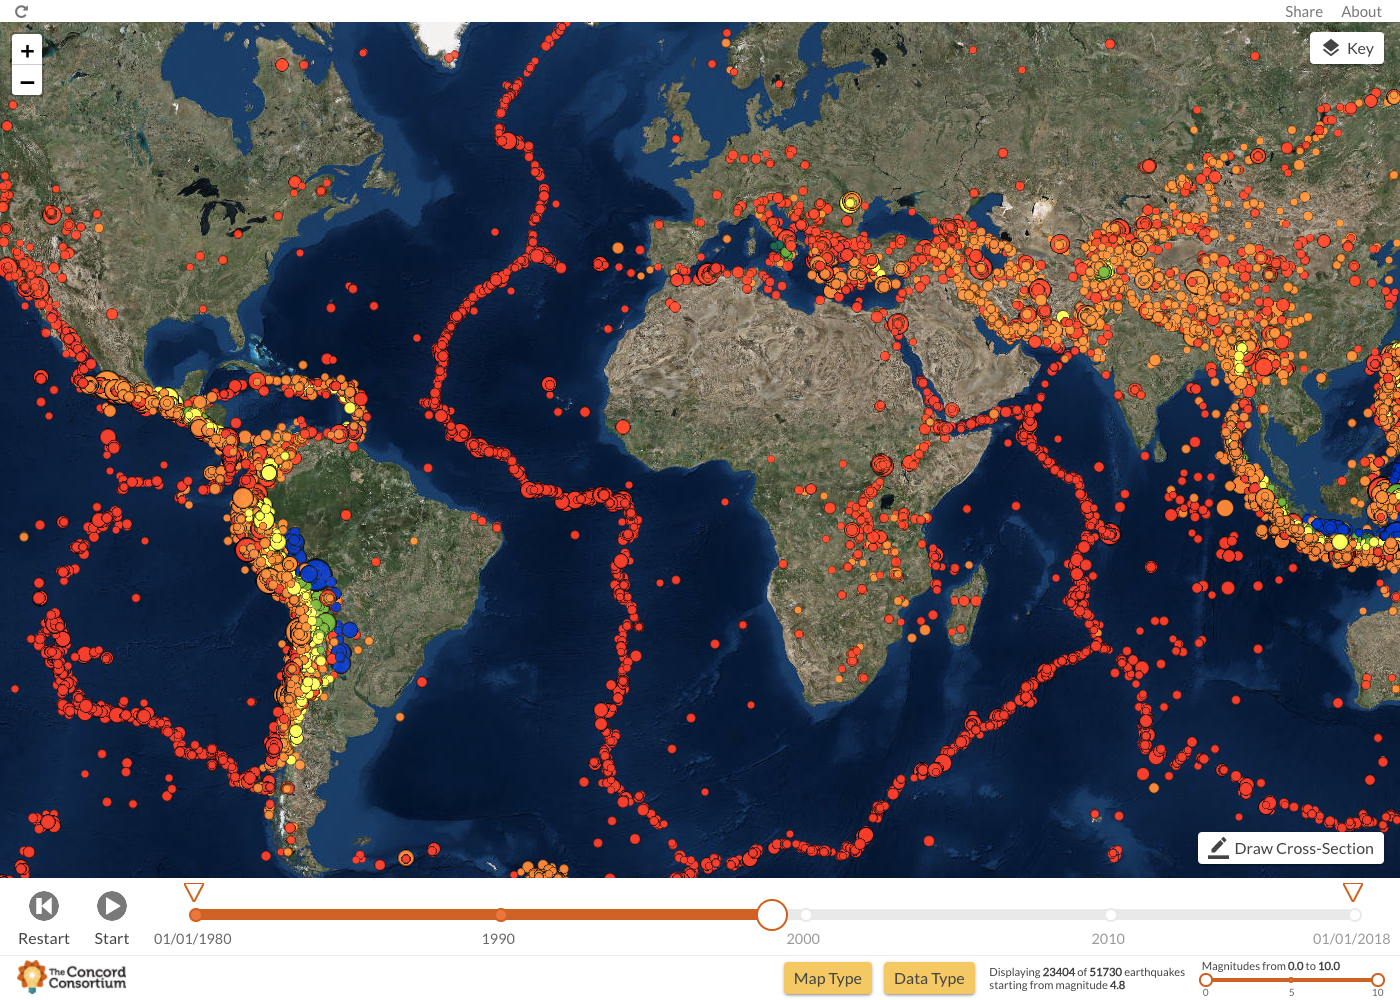 Share About
+
−
Key
Draw Cross-Section
Restart Start 01/01/1980 1990 2000 2010 01/01/2018
The Concord Consortium
Map Type Data Type
Displaying 23404 of 51730 earthquakes
starting from magnitude 4.8
Magnitudes from 0.0 to 10.0
0 5 10